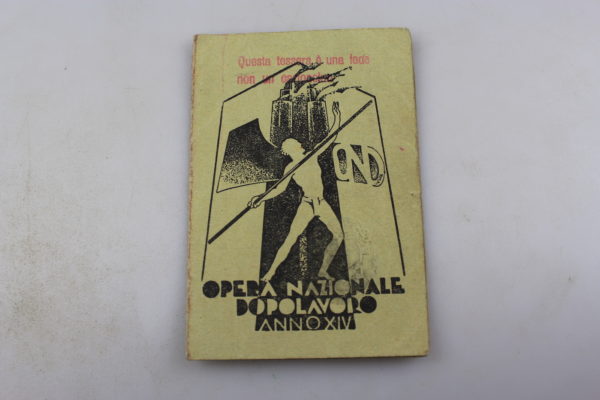 Questa tessera è una fede
non un
OND
OPERA NAZIONALE
DOPOLAVORO
ANNO XIV